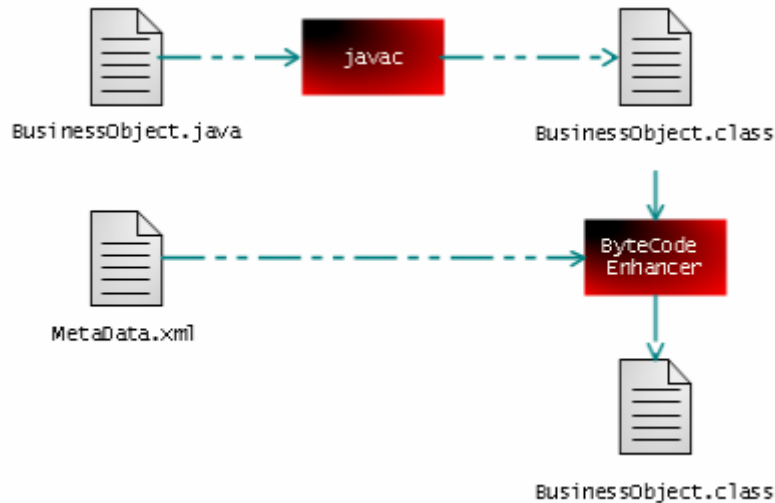 javac
BusinessObject.java
BusinessObject.class
ByteCode
Enhancer
MetaData.xml
BusinessObject.class